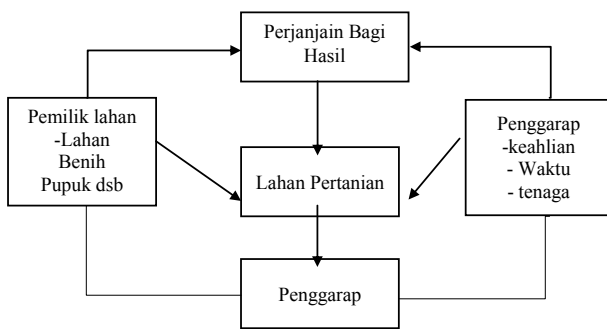 Perjanjain Bagi
Hasil
Pemilik lahan
-Lahan
Benih
Pupuk dsb
Penggarap
-keahlian
- Waktu
- tenaga
Lahan Pertanian
Penggarap